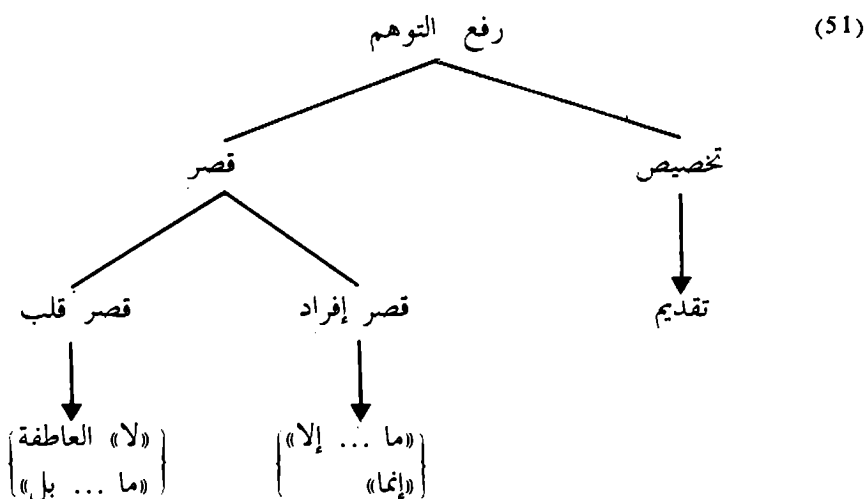 (51)
رفع التوهم
تخصيص
قصر
تقديم
قصر إفراد
قصر قلب
«ما ... إلا»
«إنما»
«لا» العاطفة
«ما ... بل»